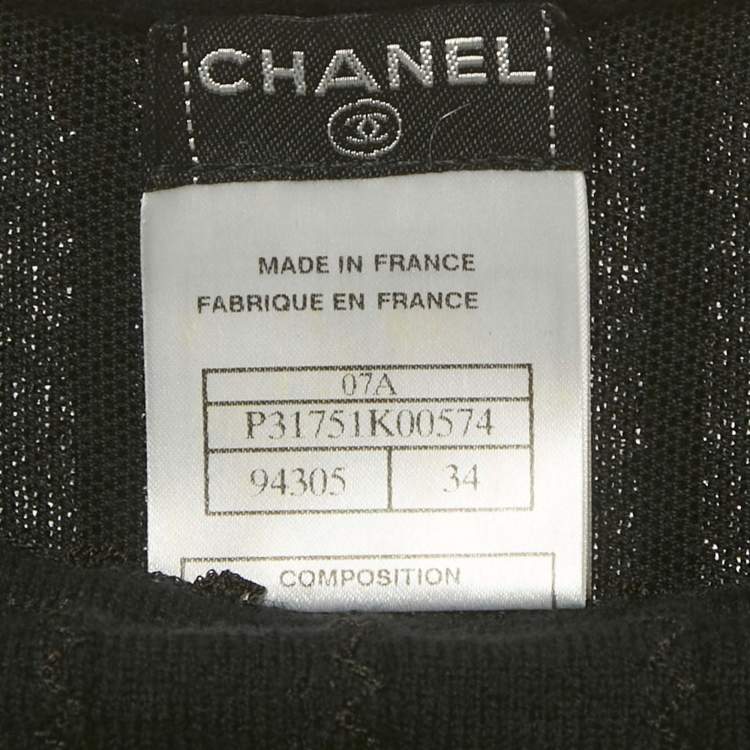 CHANEL
MADE IN FRANCE
FABRIQUE EN FRANCE
07A
P31751K00574
94305 34
COMPOSITION